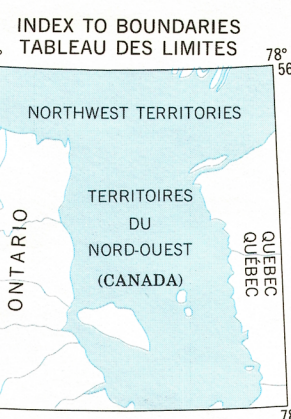 INDEX TO BOUNDARIES
TABLEAU DES LIMITES
78°
56
NORTHWEST TERRITORIES
TERRITOIRES
DU
NORD-OUEST
(CANADA)
ONTARIO
QUEBEC
QUÉBEC